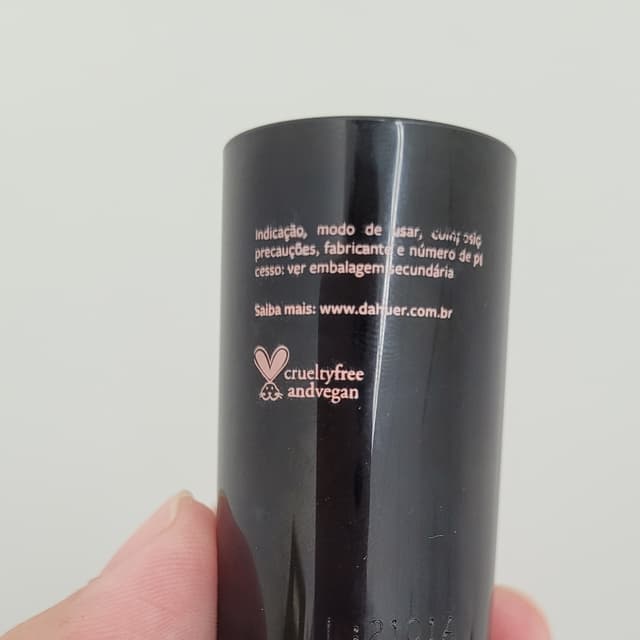 Indicação, modo de usar,
precauções, fabricante e número de
cesso: ver embalagem secundária
Saiba mais: www.dahuer.com.br
crueltyfree
andvegan